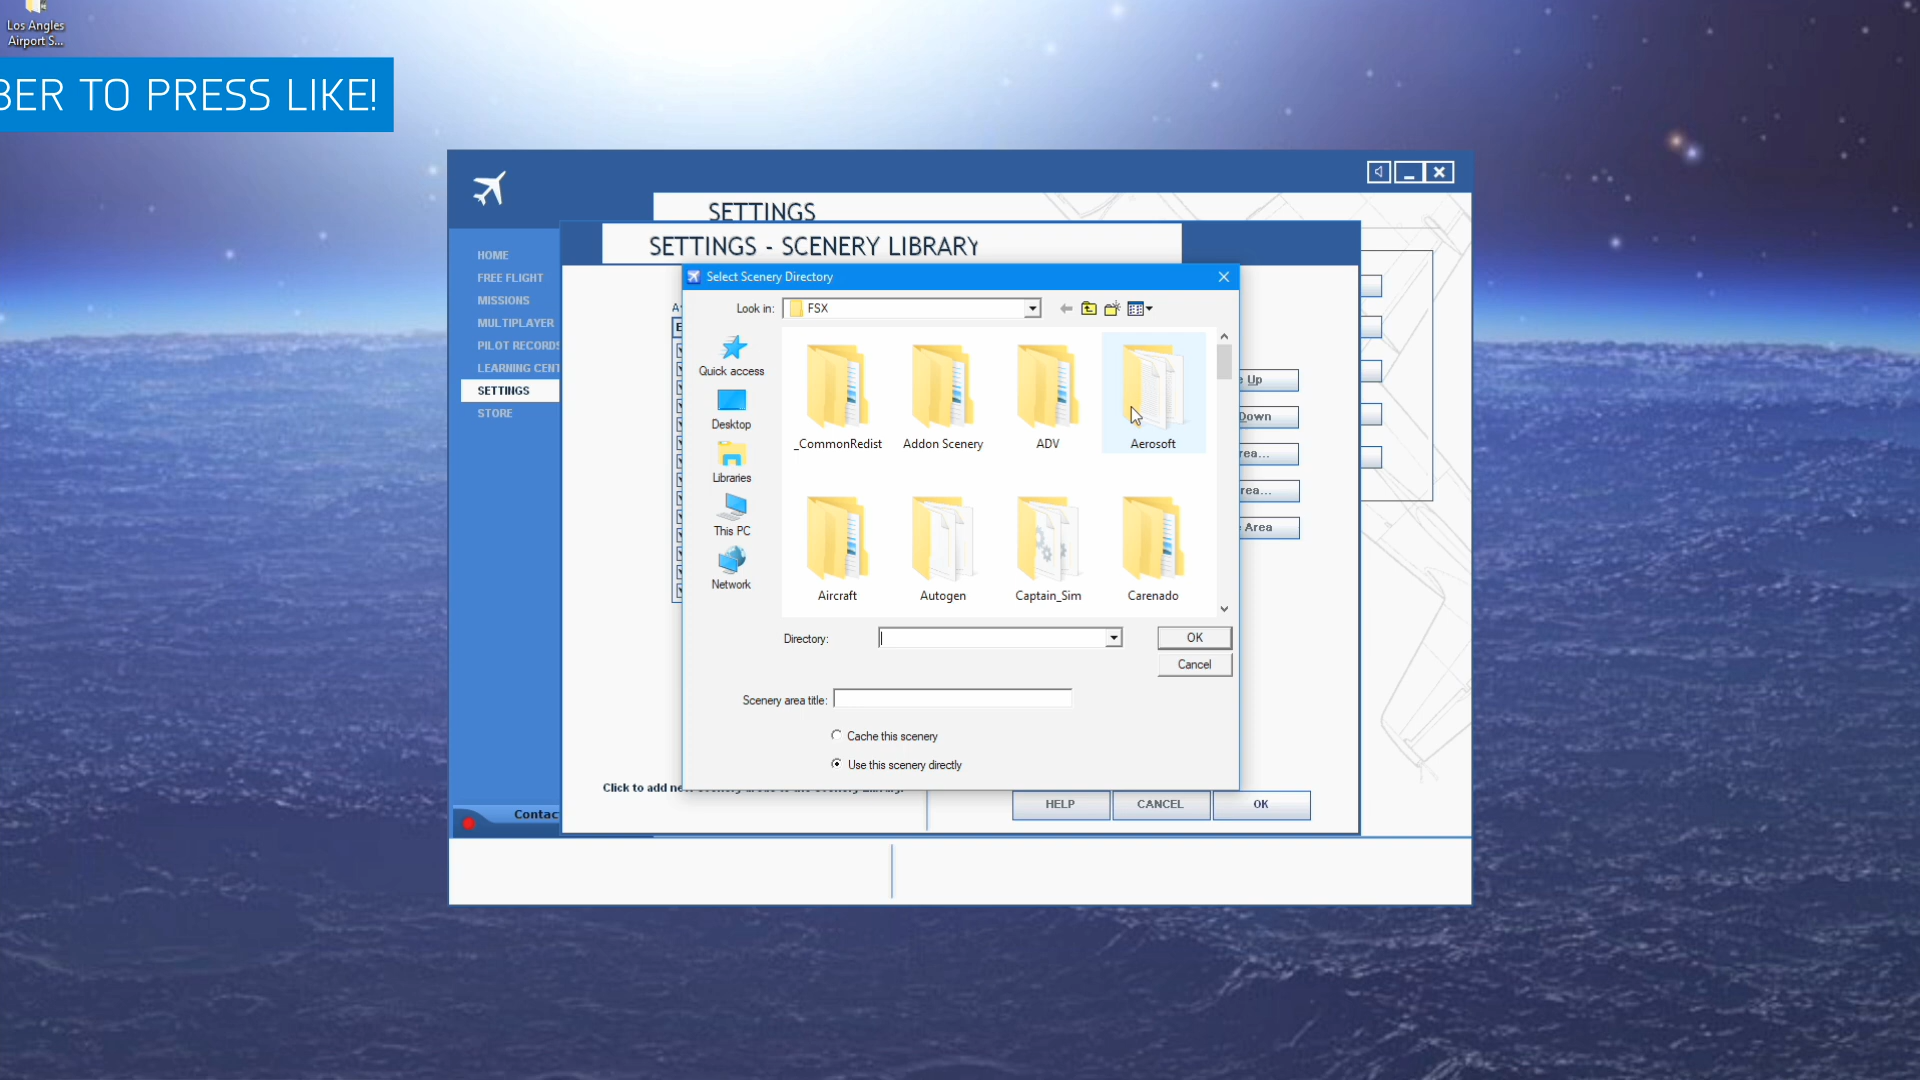 Los Angles
Airport S...
BER TO PRESS LIKE!
SETTINGS
SETTINGS - SCENERY LIBRARY
HOME
FREE FLIGHT
MISSIONS
MULTIPLAYER
PILOT RECORDS
LEARNING CENT
SETTINGS
STORE
Contac
Select Scenery Directory
Look in:
FSX
Quick access
Desktop
Libraries
This PC
Network
_CommonRedist
Addon Scenery
ADV
Aerosoft
Aircraft
Autogen
Captain_Sim
Carenado
Directory:
OK
Cancel
Scenery area title:
Cache this scenery
Use this scenery directly
e Up
Down
rea...
rea...
e Area
Click to add ne
HELP
CANCEL
OK